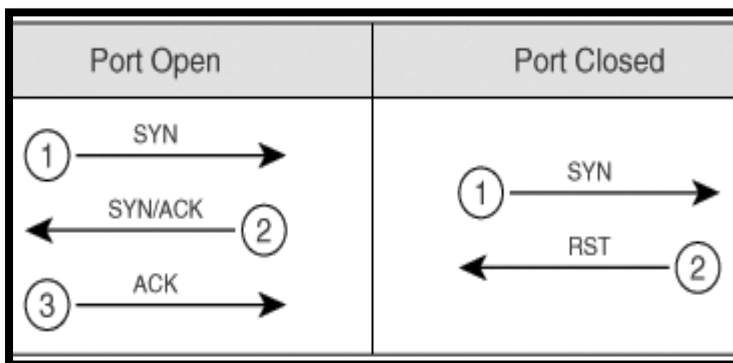 Port Open
Port Closed
1 SYN
SYN/ACK 2
3 ACK
1 SYN
RST 2